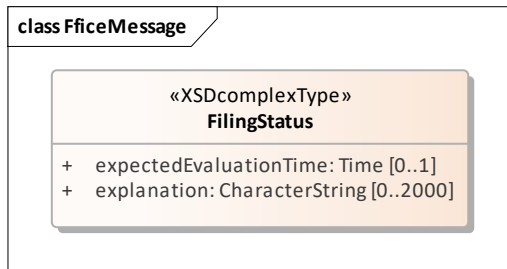 class FficeMessage
«XSDcomplexType»
FilingStatus
+ expectedEvaluationTime: Time [0..1]
+ explanation: CharacterString [0..2000]